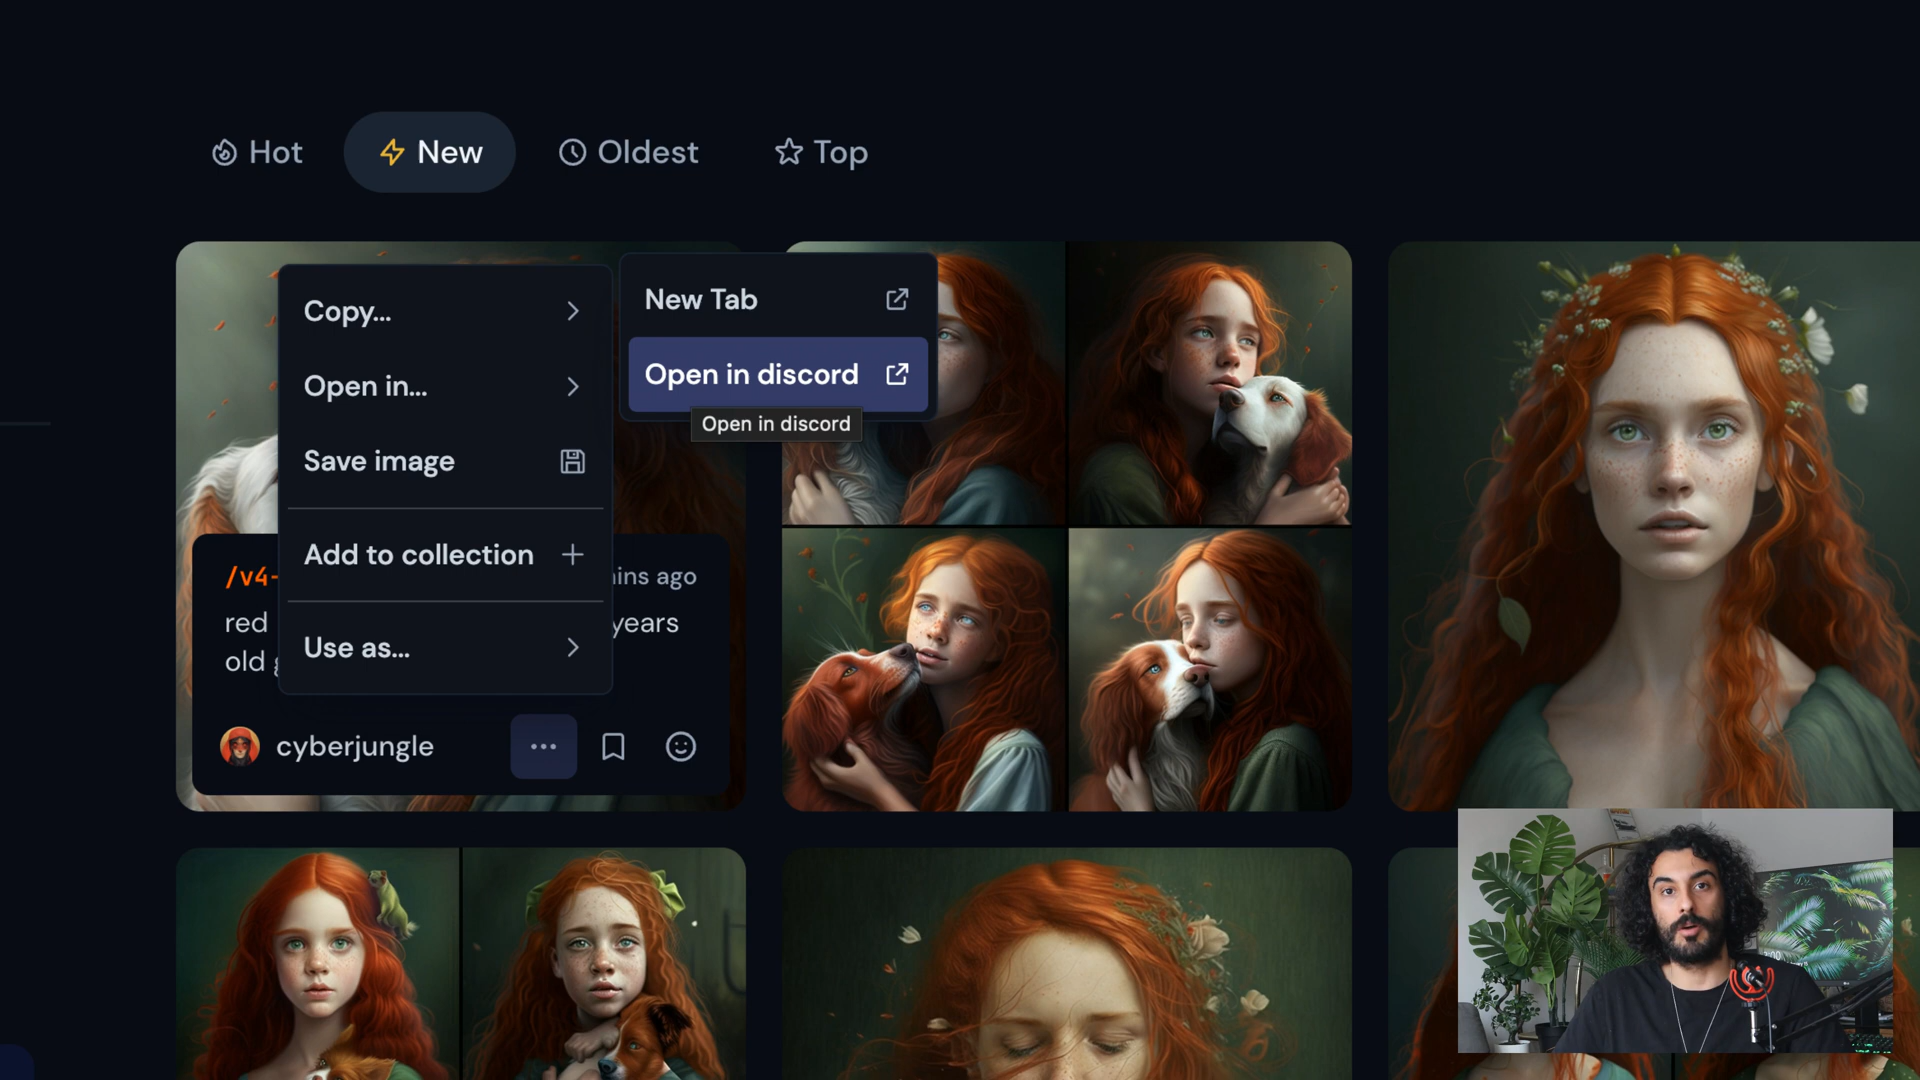 Hot
New
Oldest
Top
Copy...
Open in...
Save image
Add to collection
Use as...
New Tab
Open in discord
Open in discord
/v4-
ins ago
red
years
old
cyberjungle